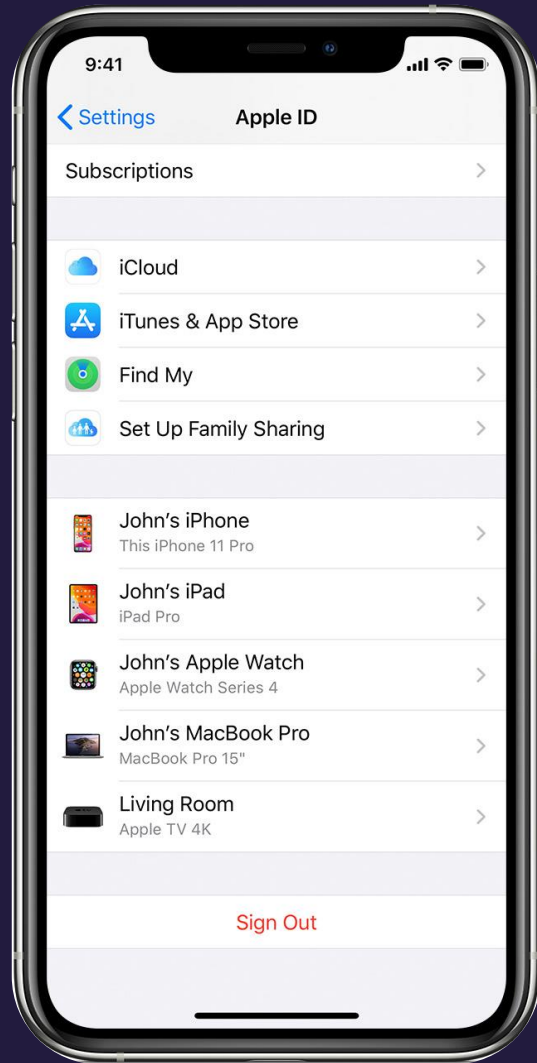 9:41
Settings
Apple ID
Subscriptions
iCloud
iTunes & App Store
Find My
Set Up Family Sharing
John’s iPhone
This iPhone 11 Pro
John’s iPad
iPad Pro
John’s Apple Watch
Apple Watch Series 4
John’s MacBook Pro
MacBook Pro 15"
Living Room
Apple TV 4K
Sign Out